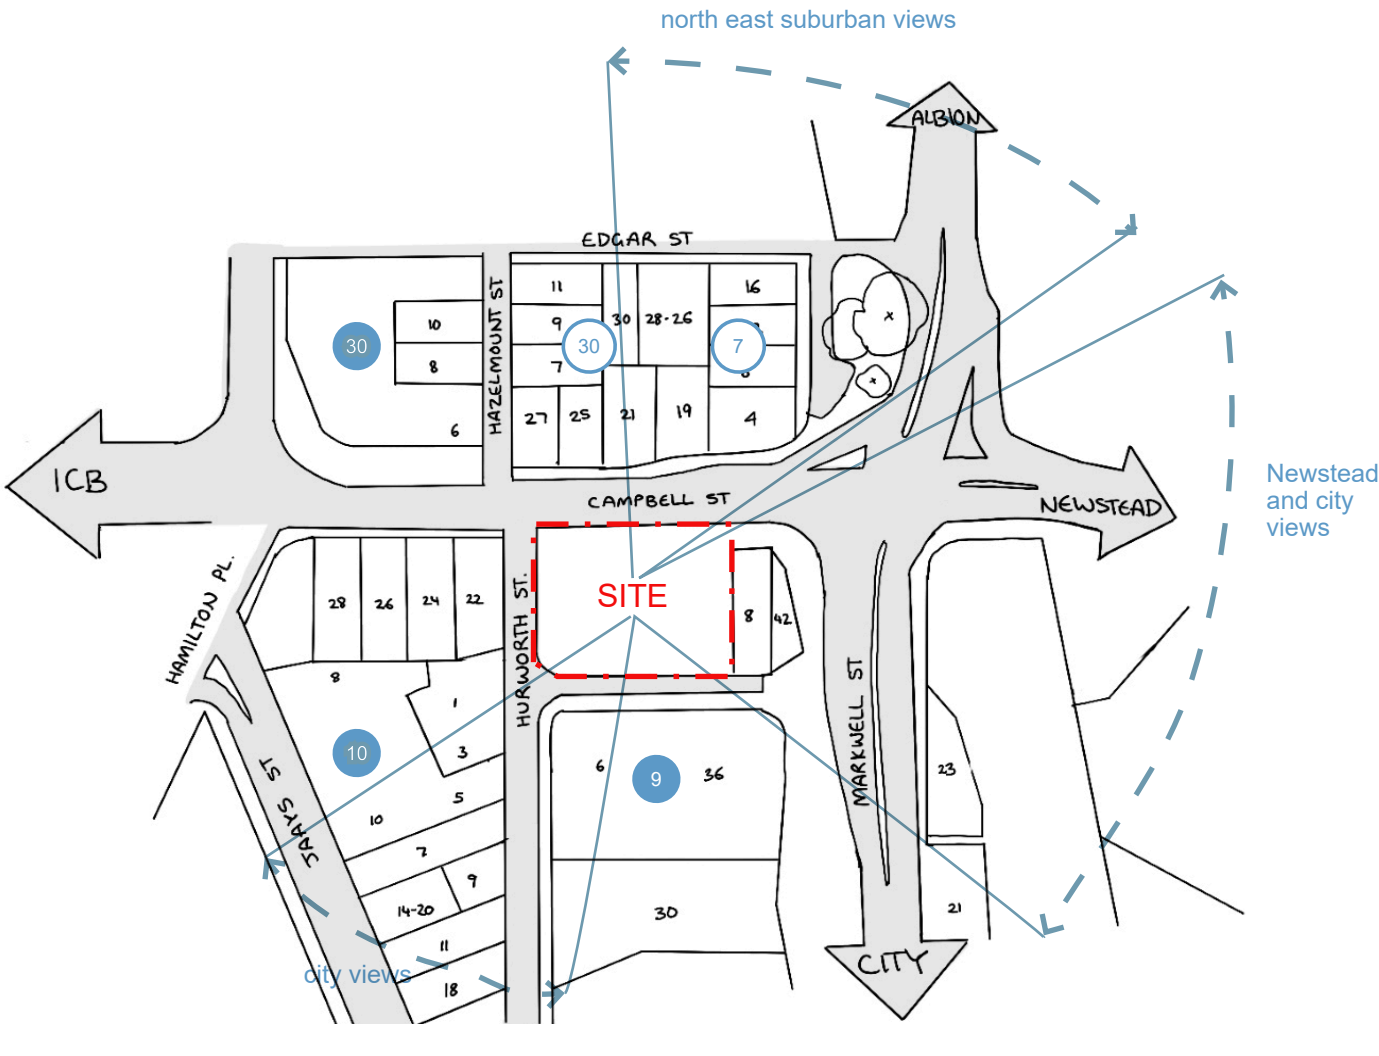 north east suburban views
ALBION
EDGAR ST
HAZELMOUNT ST
11
16
10
9
30
28-26
30
30
7
8
7
6
27
25
21
19
4
ICB
CAMPBELL ST
NEWSTEAD
Newstead
and city
views
HAMILTON PL.
28
26
24
22
HURWORTH ST.
SITE
8
42
8
1
3
10
6
9
36
MARKWELL ST
23
JAAYS ST
10
5
7
9
14-20
30
21
11
city views
18
CITY